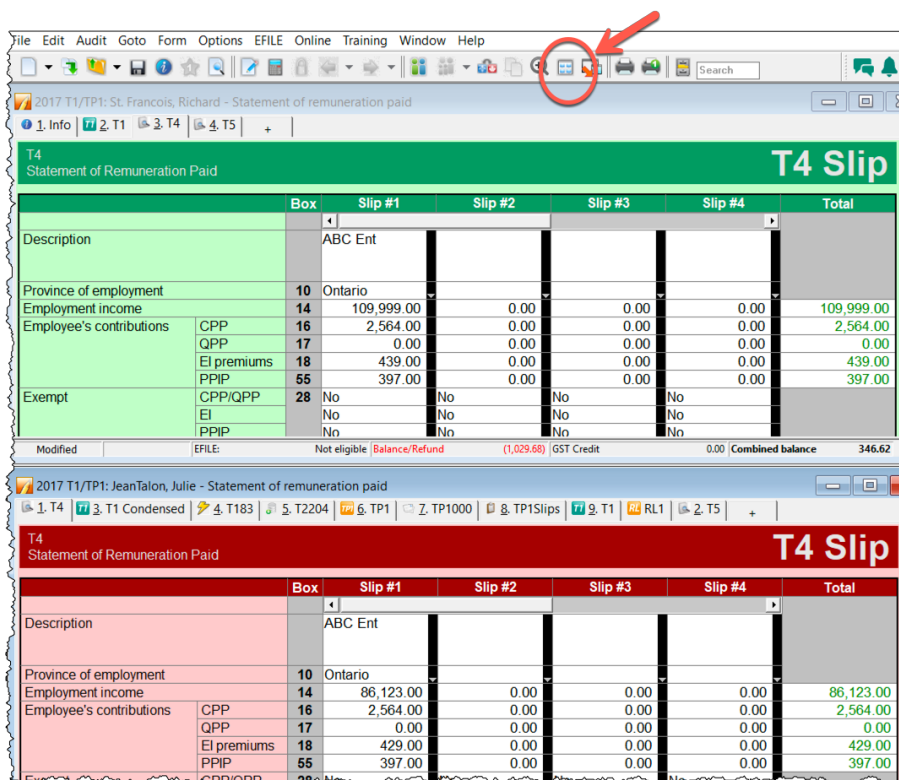 File Edit Audit Goto Form Options EFILE Online Training Window Help
Search
2017 T1/TP1: St. Francois, Richard - Statement of remuneration paid
1. Info 2. T1 3. T4 4. T5 +
T4
Statement of Remuneration Paid
T4 Slip
Box Slip #1 Slip #2 Slip #3 Slip #4 Total
Description ABC Ent
Province of employment 10 Ontario
Employment income 14 109,999.00 0.00 0.00 0.00 109,999.00
Employee's contributions CPP 16 2,564.00 0.00 0.00 0.00 2,564.00
QPP 17 0.00 0.00 0.00 0.00 0.00
EI premiums 18 439.00 0.00 0.00 0.00 439.00
PPIP 55 397.00 0.00 0.00 0.00 397.00
Exempt CPP/QPP 28 No No No No
EI No No No No
PPIP No No No No
Modified EFILE: Not eligible Balance/Refund (1,029.68) GST Credit 0.00 Combined balance 346.62
2017 T1/TP1: JeanTalon, Julie - Statement of remuneration paid
1. T4 3. T1 Condensed 4. T183 5. T2204 6. TP1 7. TP1000 8. TP1Slips 9. T1 RL1 2. T5 +
T4
Statement of Remuneration Paid
T4 Slip
Box Slip #1 Slip #2 Slip #3 Slip #4 Total
Description ABC Ent
Province of employment 10 Ontario
Employment income 14 86,123.00 0.00 0.00 0.00 86,123.00
Employee's contributions CPP 16 2,564.00 0.00 0.00 0.00 2,564.00
QPP 17 0.00 0.00 0.00 0.00 0.00
EI premiums 18 429.00 0.00 0.00 0.00 429.00
PPIP 55 397.00 0.00 0.00 0.00 397.00
CPP/QPP 28 No No